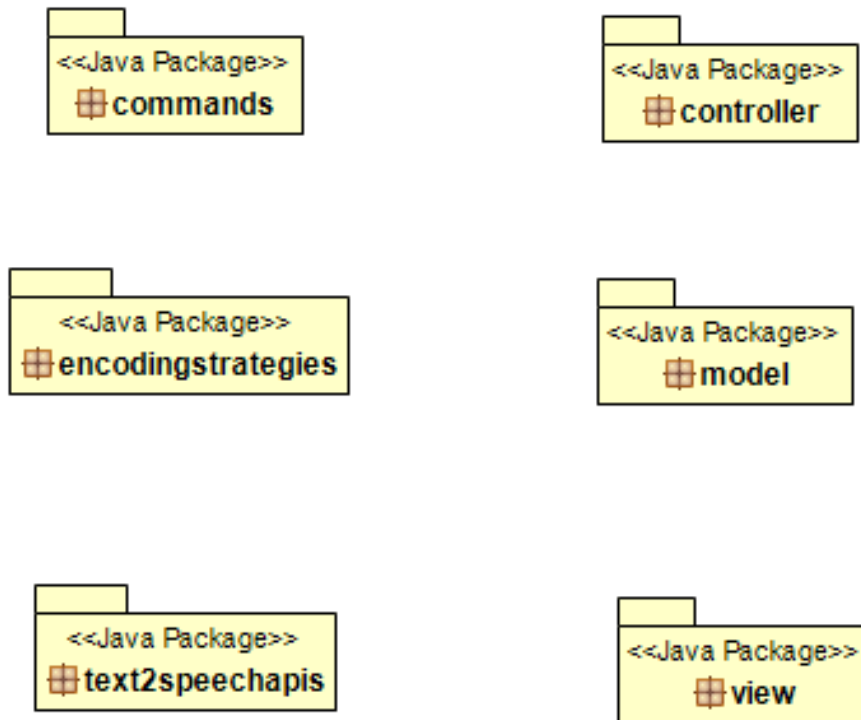 <<Java Package>>
commands
<<Java Package>>
controller
<<Java Package>>
encodingstrategies
<<Java Package>>
model
<<Java Package>>
text2speechapis
<<Java Package>>
view